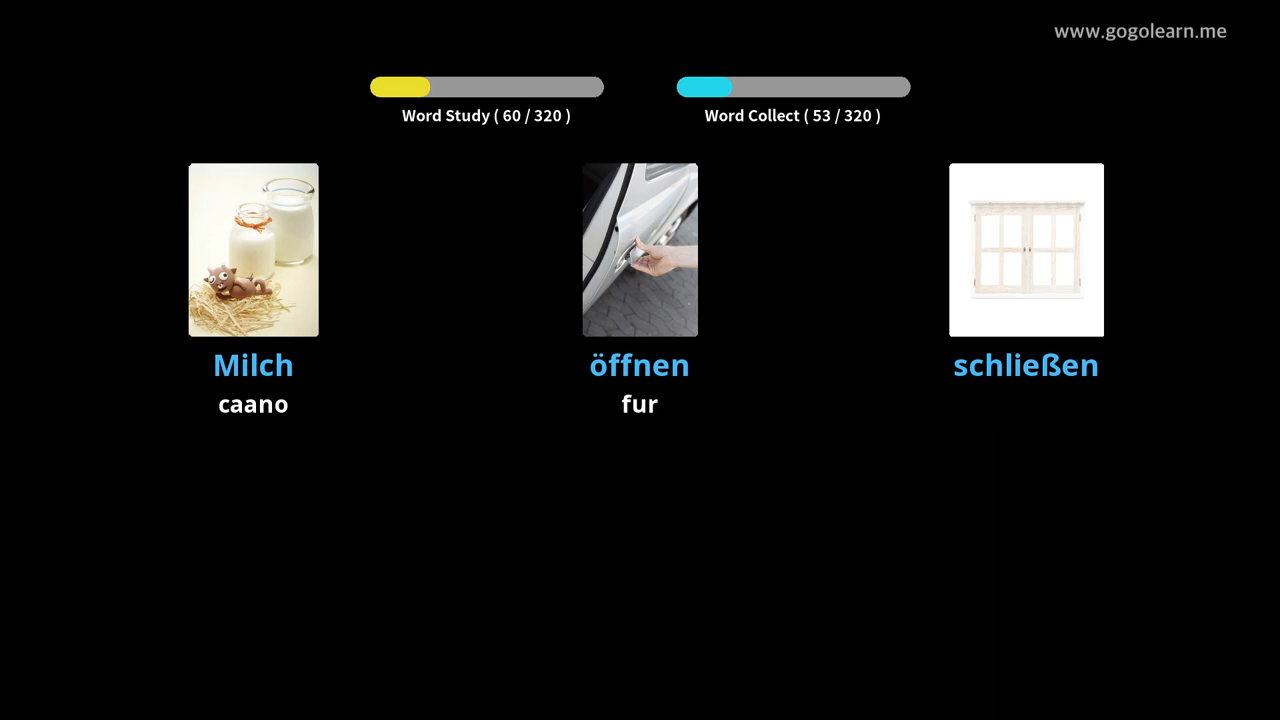 www.gogolearn.me
Word Study ( 60 / 320 )
Word Collect ( 53 / 320 )
Milch
caano
öffnen
fur
schließen